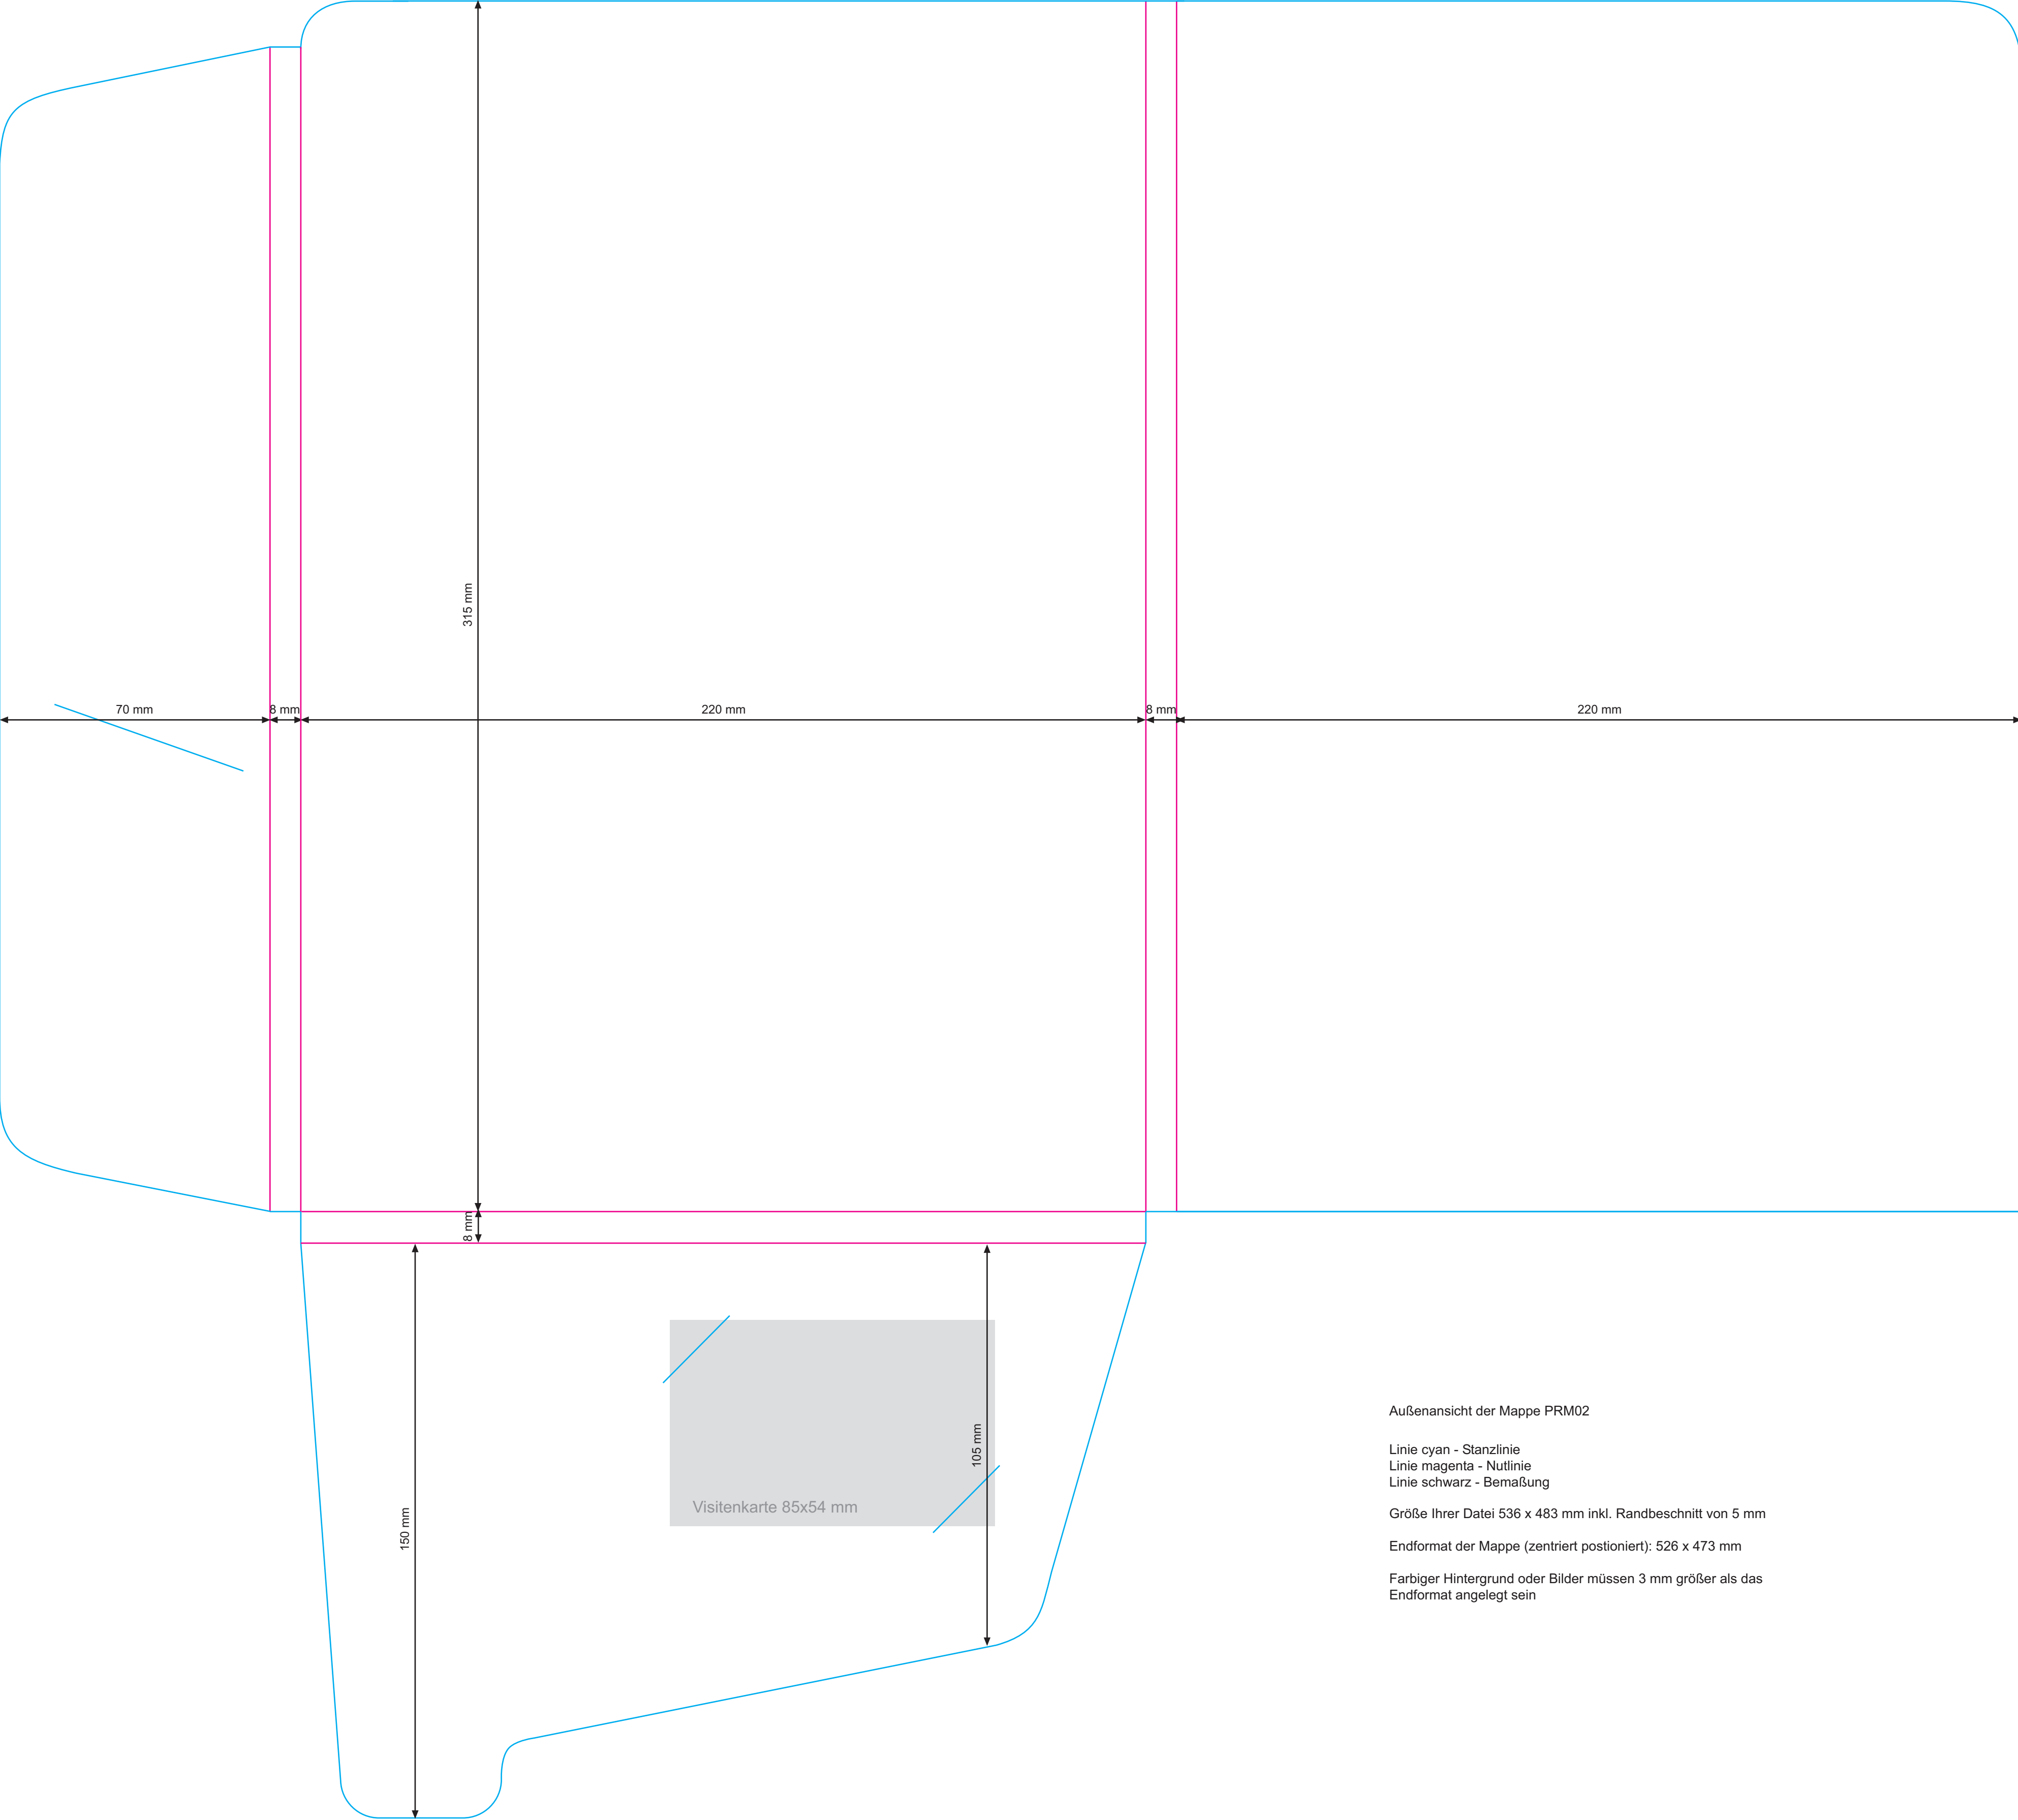 315 mm
70 mm
8 mm
220 mm
8 mm
220 mm
8 mm
105 mm
150 mm
Visitenkarte 85x54 mm
Außenansicht der Mappe PRM02
Linie cyan - Stanzlinie
Linie magenta - Nutlinie
Linie schwarz - Bemaßung
Größe Ihrer Datei 536 x 483 mm inkl. Randbeschnitt von 5 mm
Endformat der Mappe (zentriert postioniert): 526 x 473 mm
Farbiger Hintergrund oder Bilder müssen 3 mm größer als das
Endformat angelegt sein